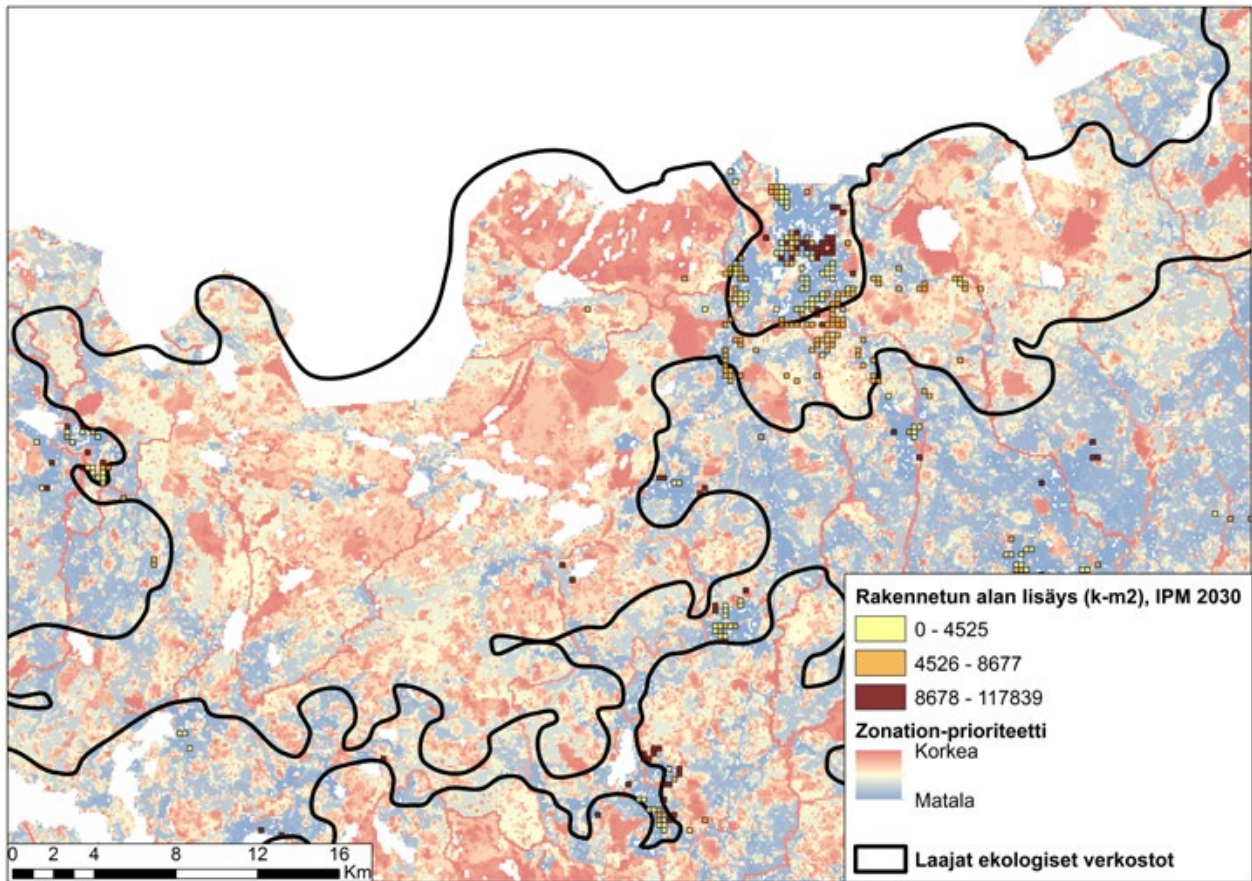 Rakennetun alan lisäys (k-m2), IPM 2030
0 - 4525
4526 - 8677
8678 - 117839
Zonation-prioriteetti
Korkea
Matala
Laajat ekologiset verkostot
0 2 4 8 12 16
Km